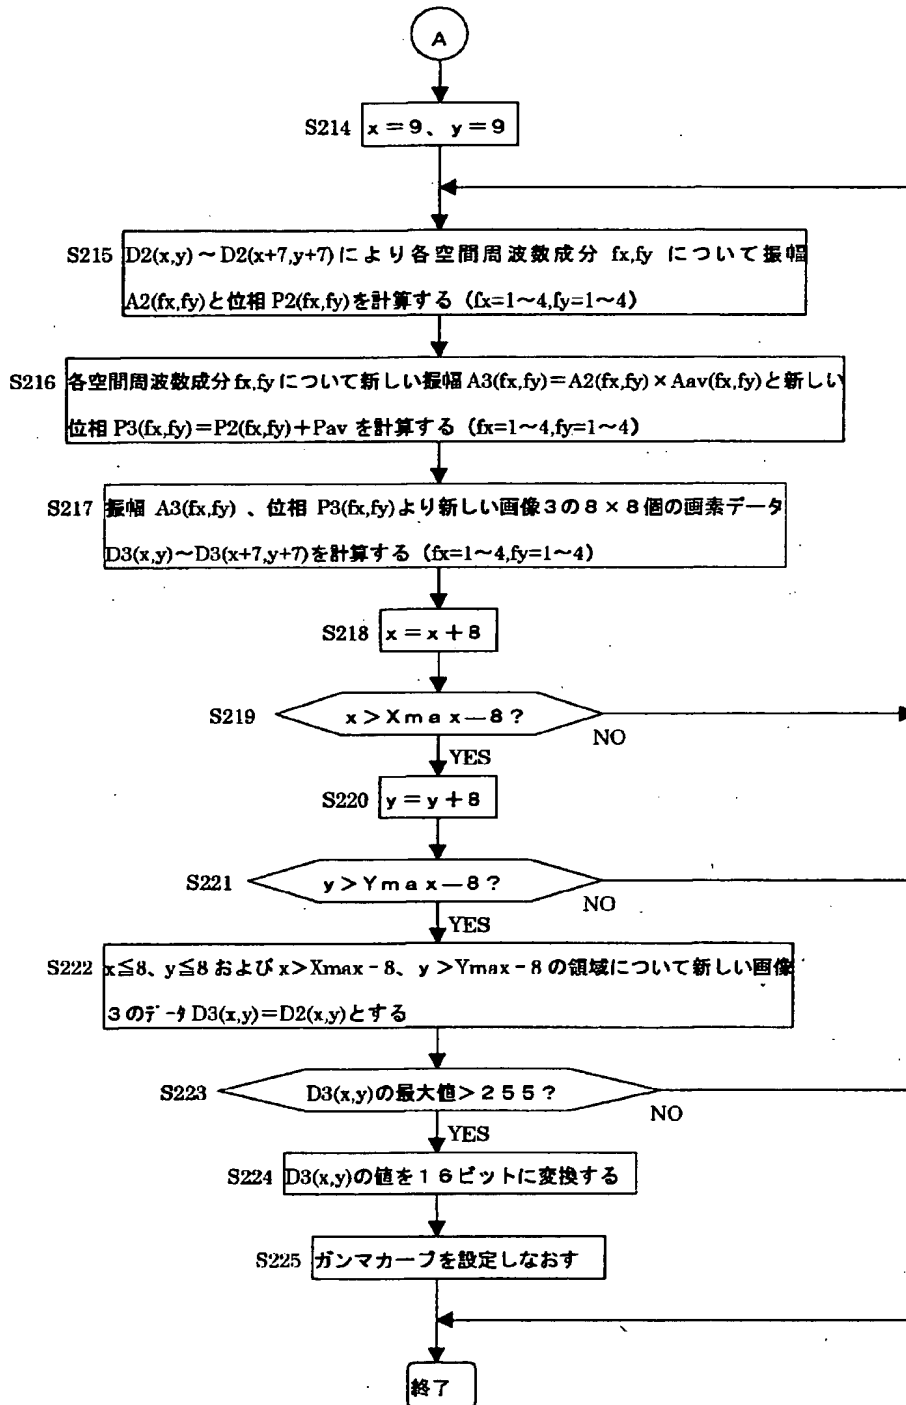 A
S214 x=9、y=9
S215 D2(x,y)～D2(x+7,y+7)により各空間周波数成分 fx,fy について振幅
A2(fx,fy)と位相 P2(fx,fy)を計算する（fx=1～4,fy=1～4）
S216 各空間周波数成分 fx,fy について新しい振幅 A3(fx,fy)=A2(fx,fy)×Aav(fx,fy)と新しい
位相 P3(fx,fy)=P2(fx,fy)+Pav を計算する（fx=1～4,fy=1～4）
S217 振幅 A3(fx,fy) 、位相 P3(fx,fy)より新しい画像3の8×8個の画素データ
D3(x,y)～D3(x+7,y+7)を計算する（fx=1～4,fy=1～4）
S218 x=x+8
S219 x>Xmax—8?
NO
YES
S220 y=y+8
S221 y>Ymax—8?
NO
YES
S222 x≦8、y≦8 および x>Xmax-8、y>Ymax-8 の領域について新しい画像
3のﾃﾞｰﾀ D3(x,y)=D2(x,y)とする
S223 D3(x,y)の最大値>255?
NO
YES
S224 D3(x,y)の値を16ビットに変換する
S225 ガンマカーブを設定しなおす
終了